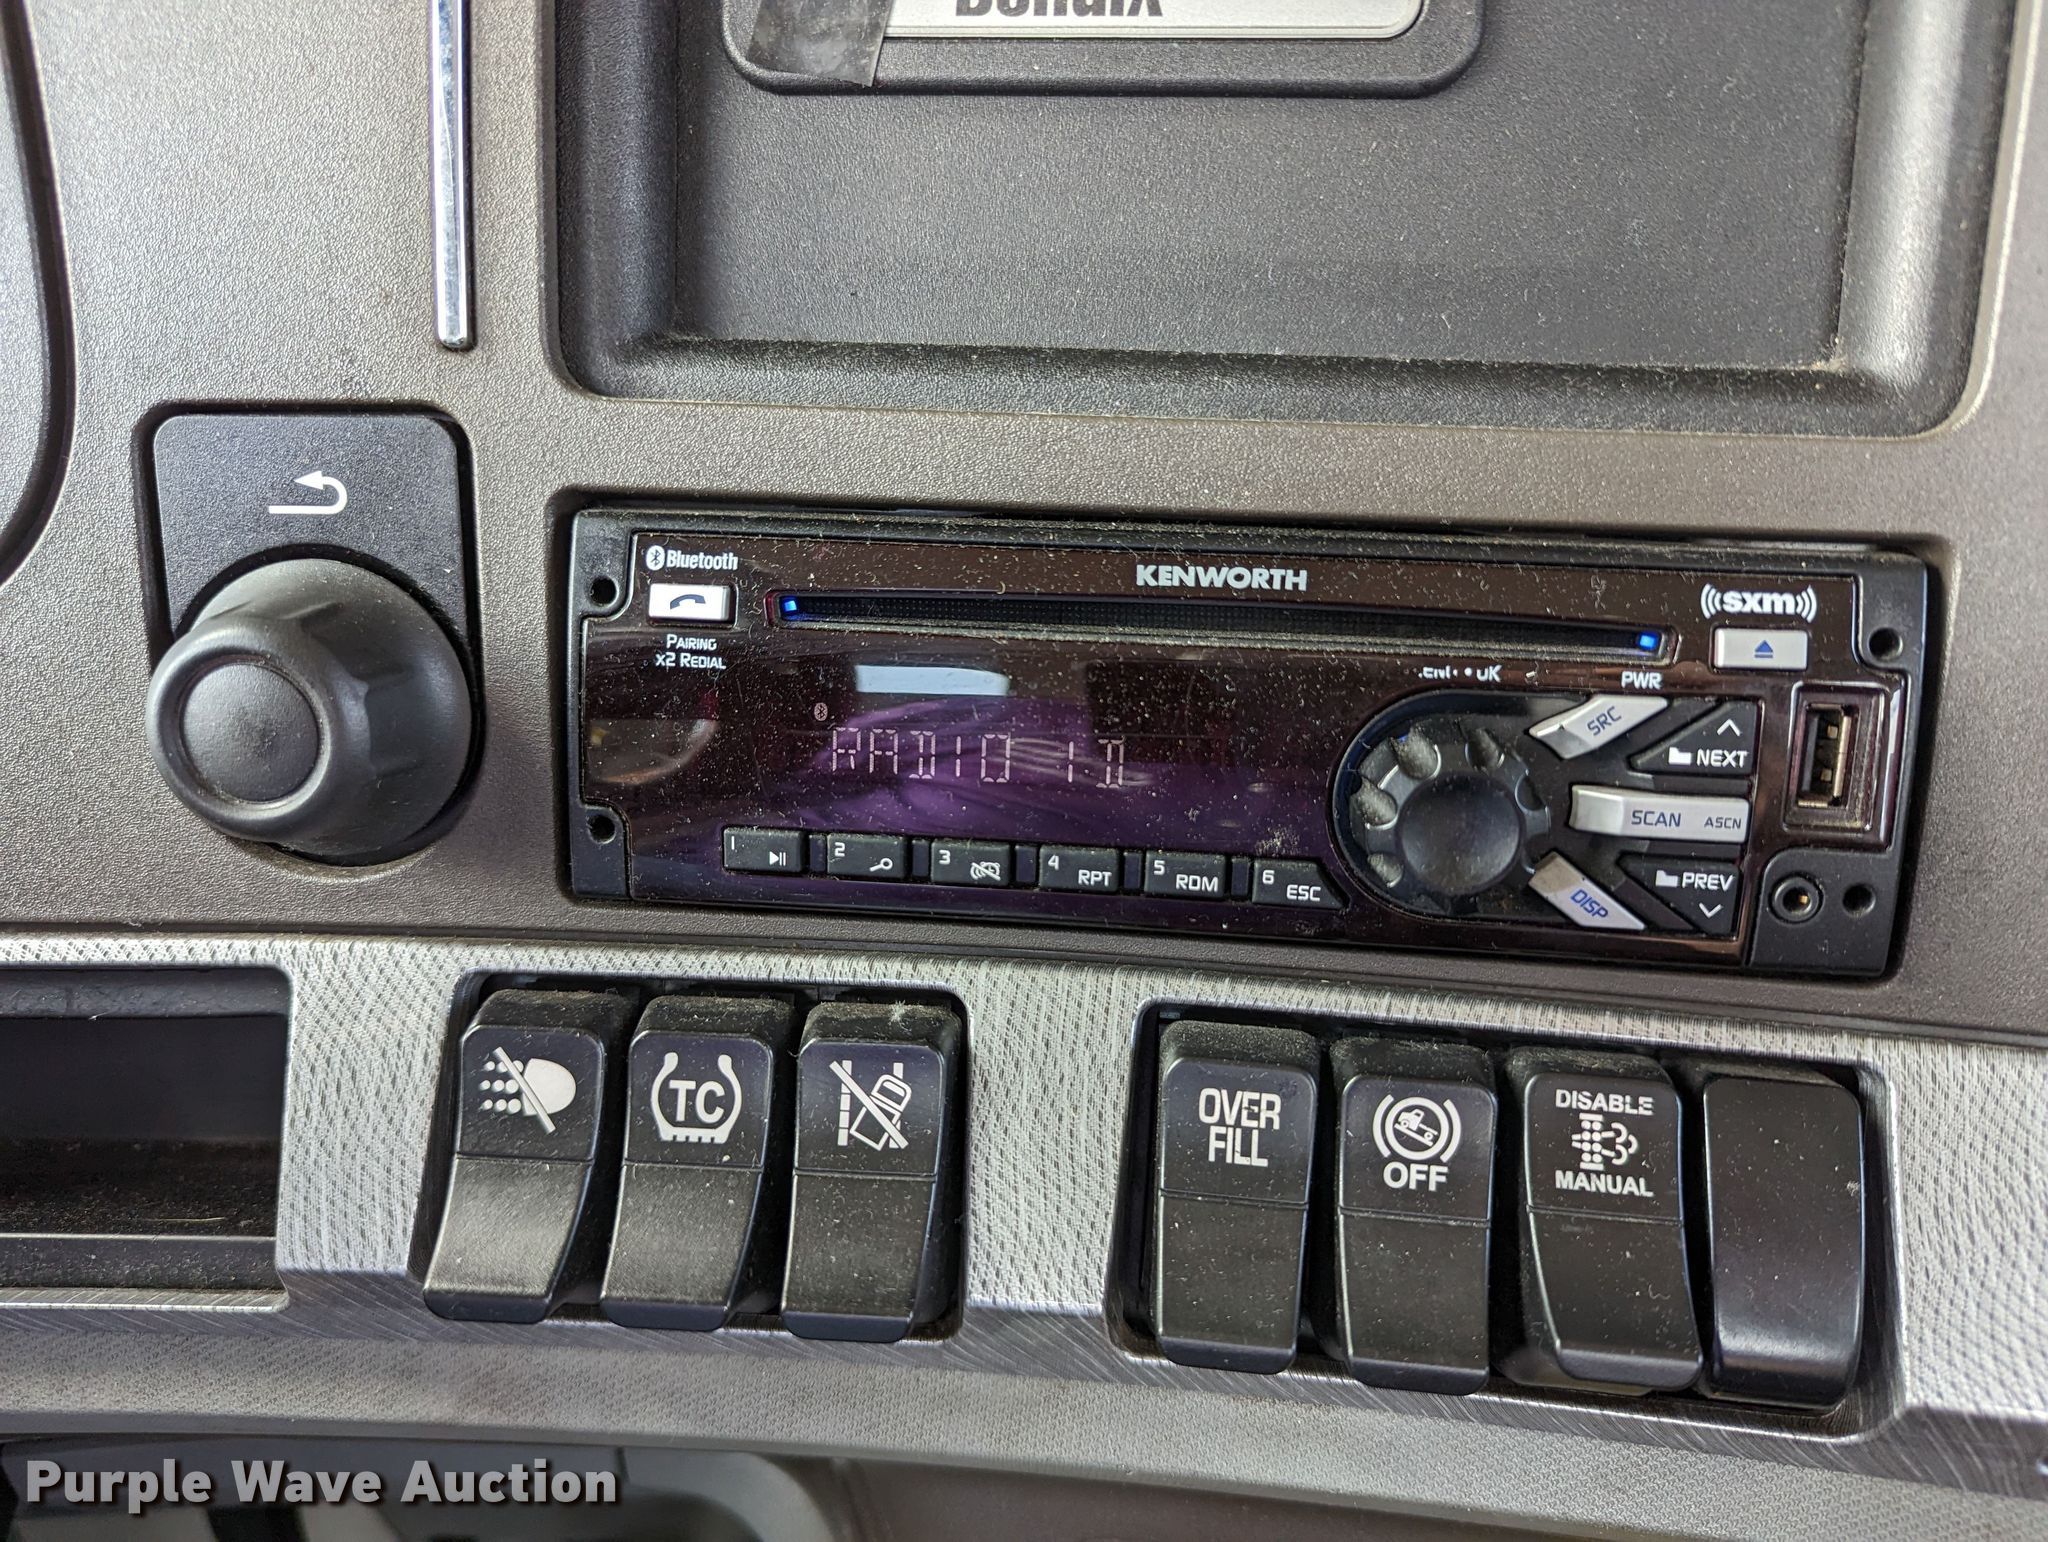 Bendix
Bluetooth
KENWORTH
((sxm))
PAIRING
x2 REDIAL
PWR
SRC
RADIO ID
NEXT
SCAN ASCN
1
2
3
4 RPT
5 RDM
6 ESC
PREV
DISP
TC
OVER
FILL
OFF
DISABLE
MANUAL
Purple Wave Auction